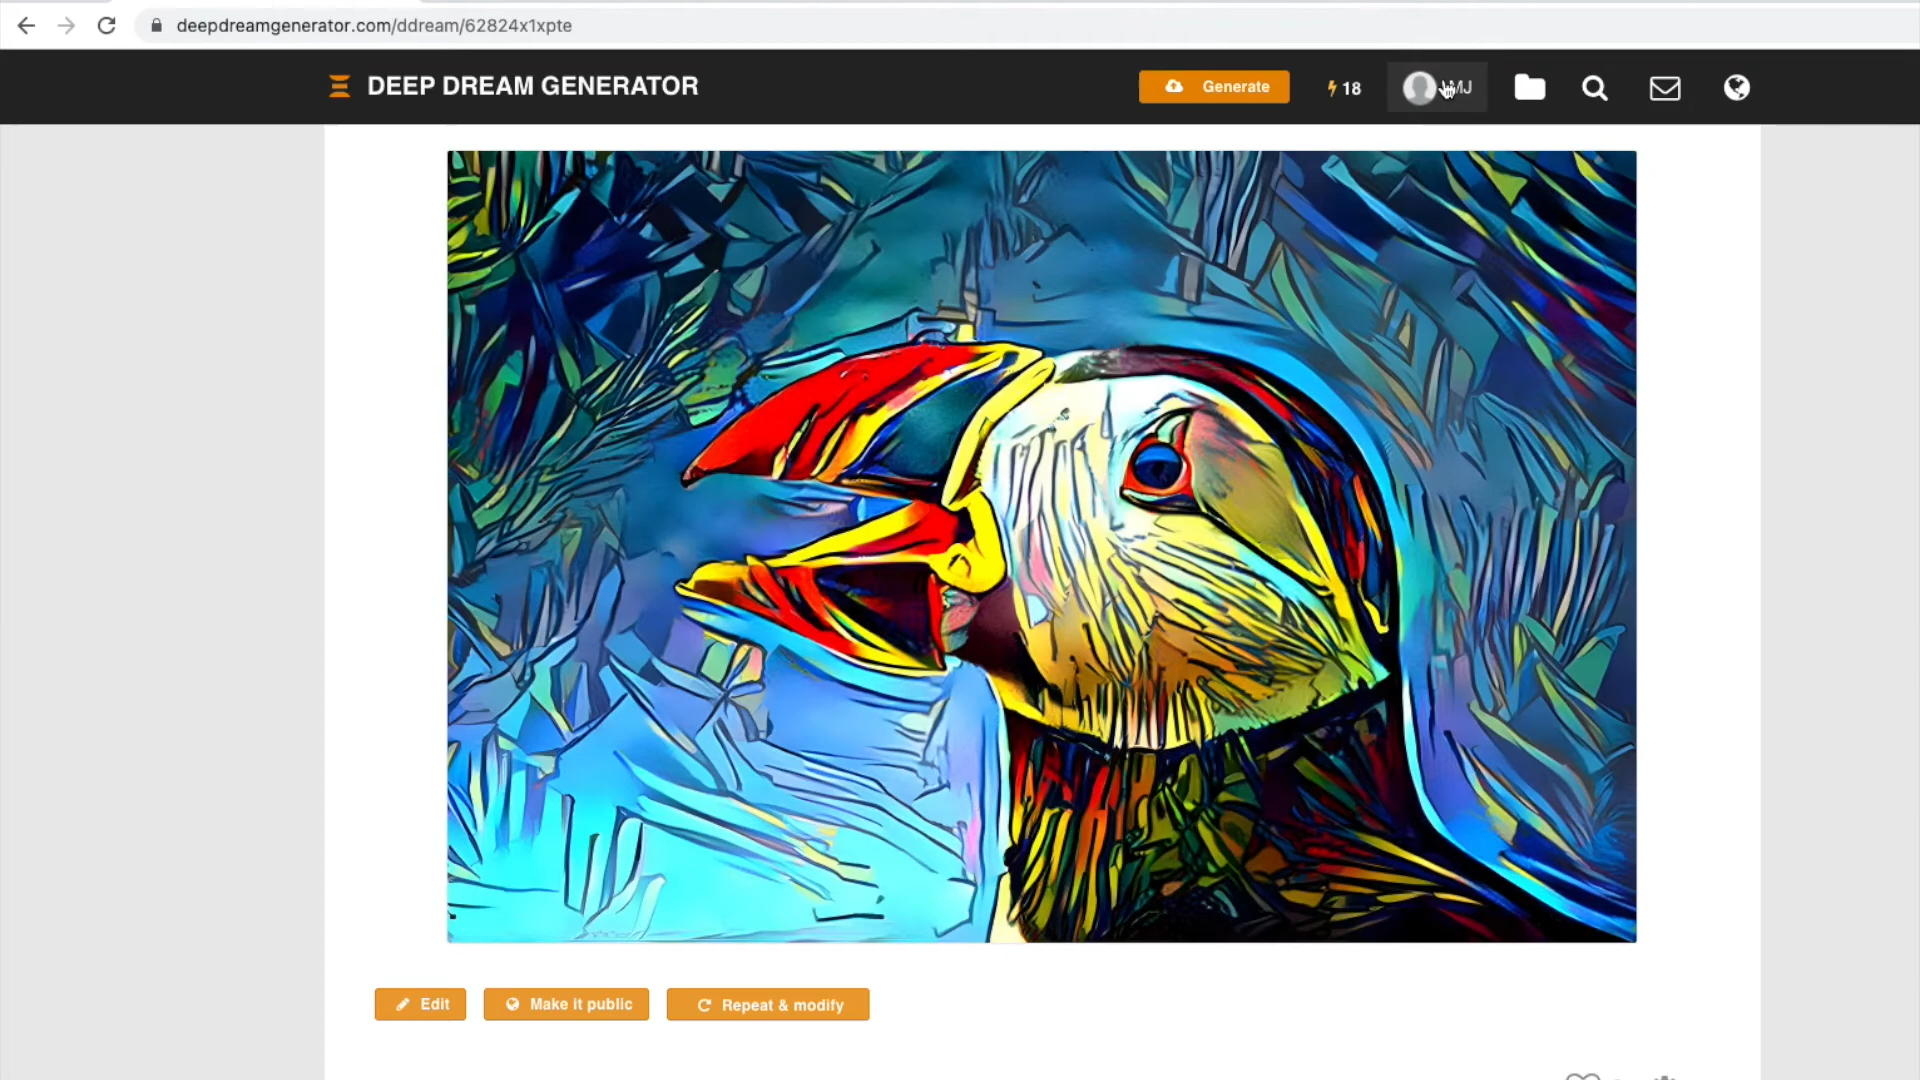 deepdreamgenerator.com/ddream/62824x1xpte
DEEP DREAM GENERATOR
Generate
18
Edit
Make it public
Repeat & modify